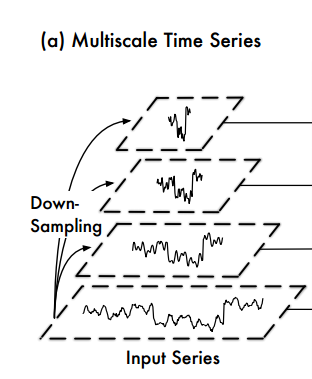 (a) Multiscale Time Series
Down-
Sampling
Input Series